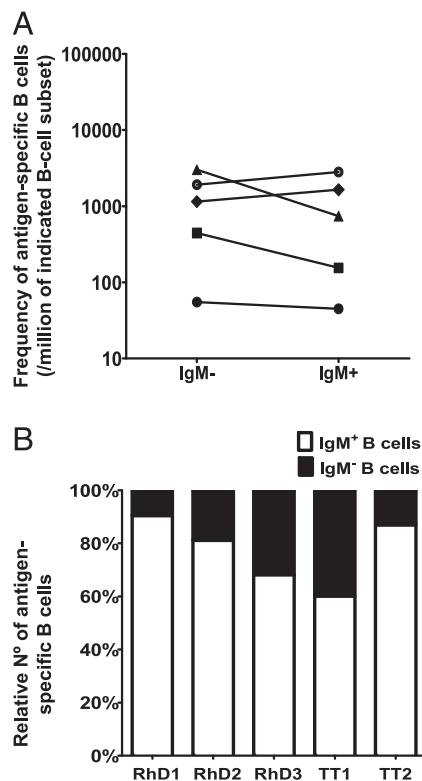 A
Frequency of antigen-specific B cells
(/million of indicated B-cell subset)
100000
10000
1000
100
10
IgM-
IgM+
B
IgM⁺ B cells
IgM⁻ B cells
Relative Nº of antigen-
specific B cells
100%
80%
60%
40%
20%
0%
RhD1 RhD2 RhD3 TT1 TT2